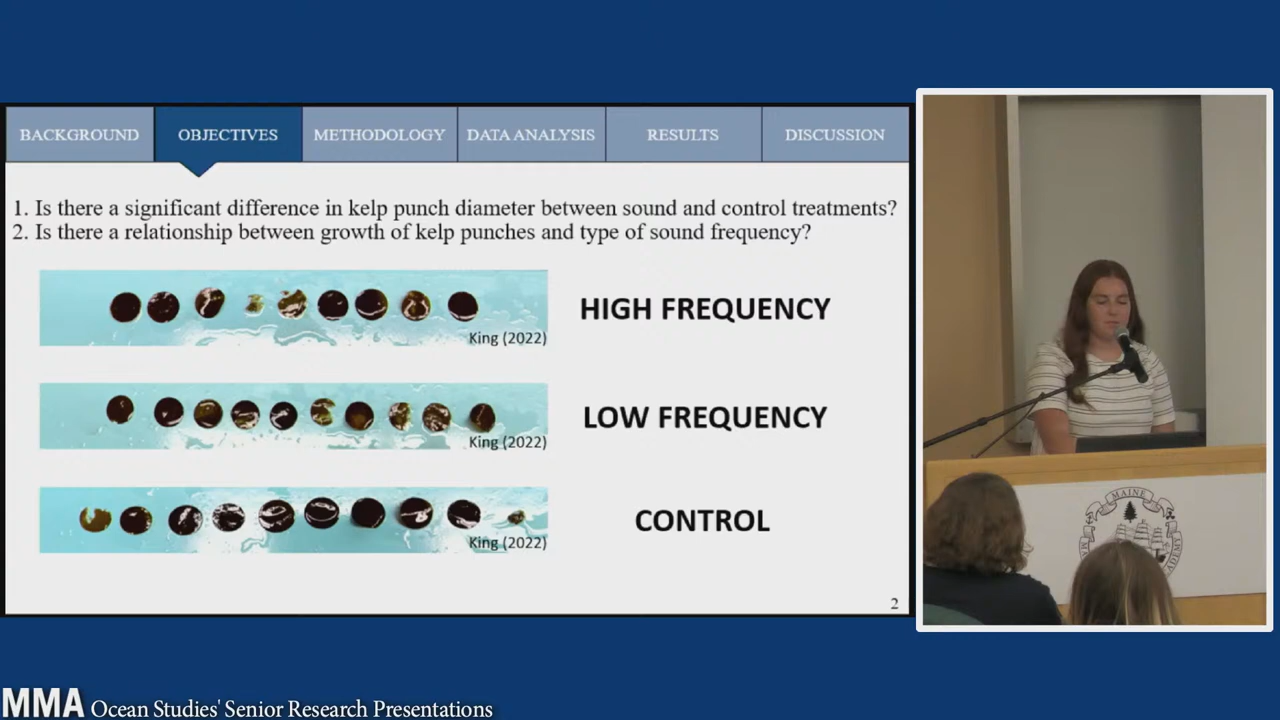 BACKGROUND
OBJECTIVES
METHODOLOGY
DATA ANALYSIS
RESULTS
DISCUSSION
1. Is there a significant difference in kelp punch diameter between sound and control treatments?
2. Is there a relationship between growth of kelp punches and type of sound frequency?
King (2022)
HIGH FREQUENCY
King (2022)
LOW FREQUENCY
King (2022)
CONTROL
2
MAINE
MMA Ocean Studies' Senior Research Presentations